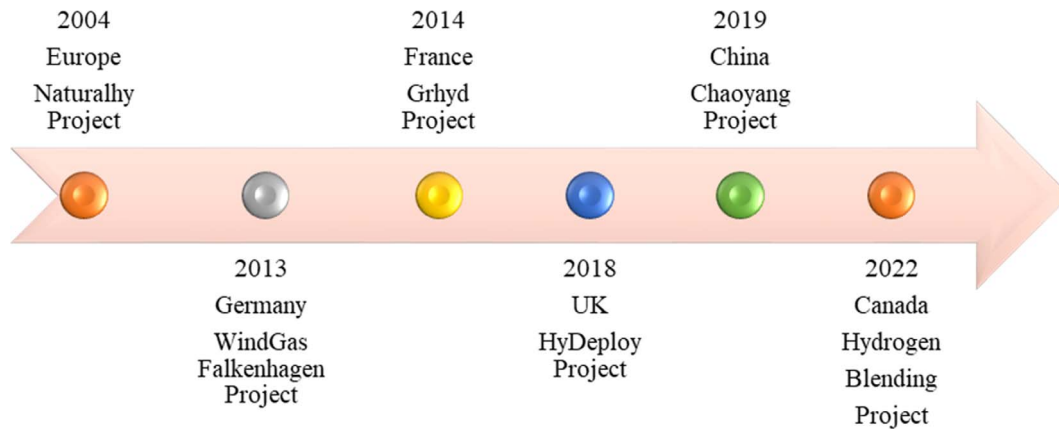 2004
Europe
Naturalhy
Project
2014
France
Grhyd
Project
2019
China
Chaoyang
Project
2013
Germany
WindGas
Falkenhagen
Project
2018
UK
HyDeploy
Project
2022
Canada
Hydrogen
Blending
Project